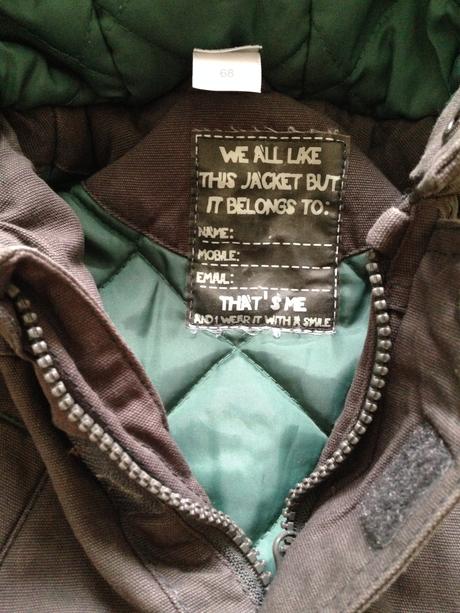 68
WE ALL LIKE
THIS JACKET BUT
IT BELONGS TO:
NAME:
MOBILE:
EMAIL:
THAT'S ME
AND I WEAR IT WITH A SMILE